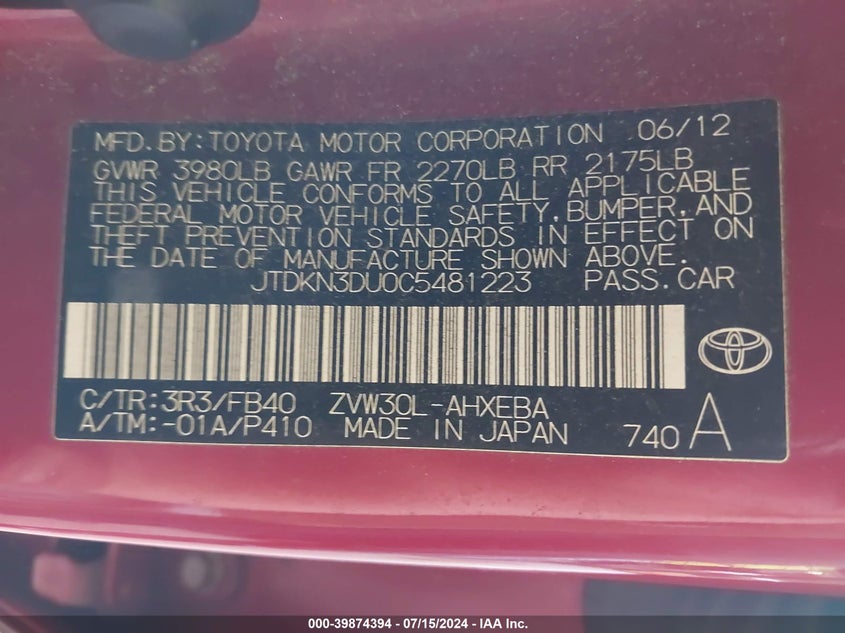 MFD.BY:TOYOTA MOTOR CORPORATION 06/12
GVWR 3980LB GAWR FR 2270LB RR 2175LB
THIS VEHICLE CONFORMS TO ALL APPLICABLE
FEDERAL MOTOR VEHICLE SAFETY,BUMPER,AND
THEFT PREVENTION STANDARDS IN EFFECT ON
THE DATE OF MANUFACTURE SHOWN ABOVE.
JTDKN3DU0C5481223 PASS.CAR
C/TR:3R3/FB40 ZVW30L-AHXEBA
A/TM:-01A/P410 MADE IN JAPAN 740 A
000-39874394 - 07/15/2024 - IAA Inc.